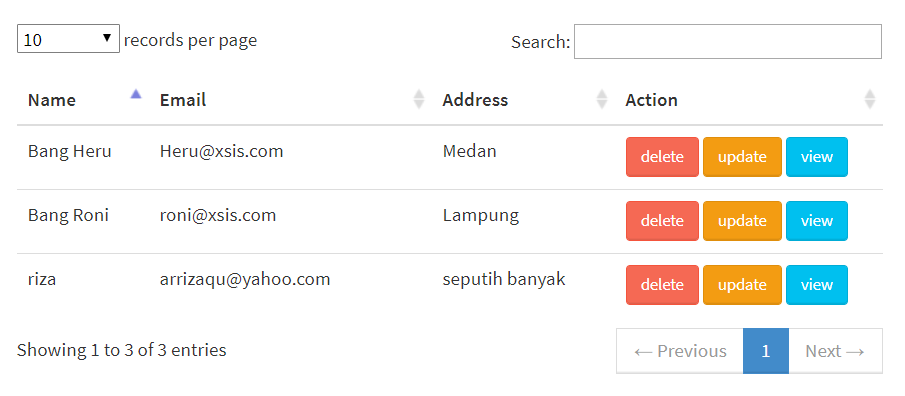 10 records per page Search:
Name Email Address Action
Bang Heru Heru@xsis.com Medan delete update view
Bang Roni roni@xsis.com Lampung delete update view
riza arrizaqu@yahoo.com seputih banyak delete update view
Showing 1 to 3 of 3 entries ← Previous 1 Next →